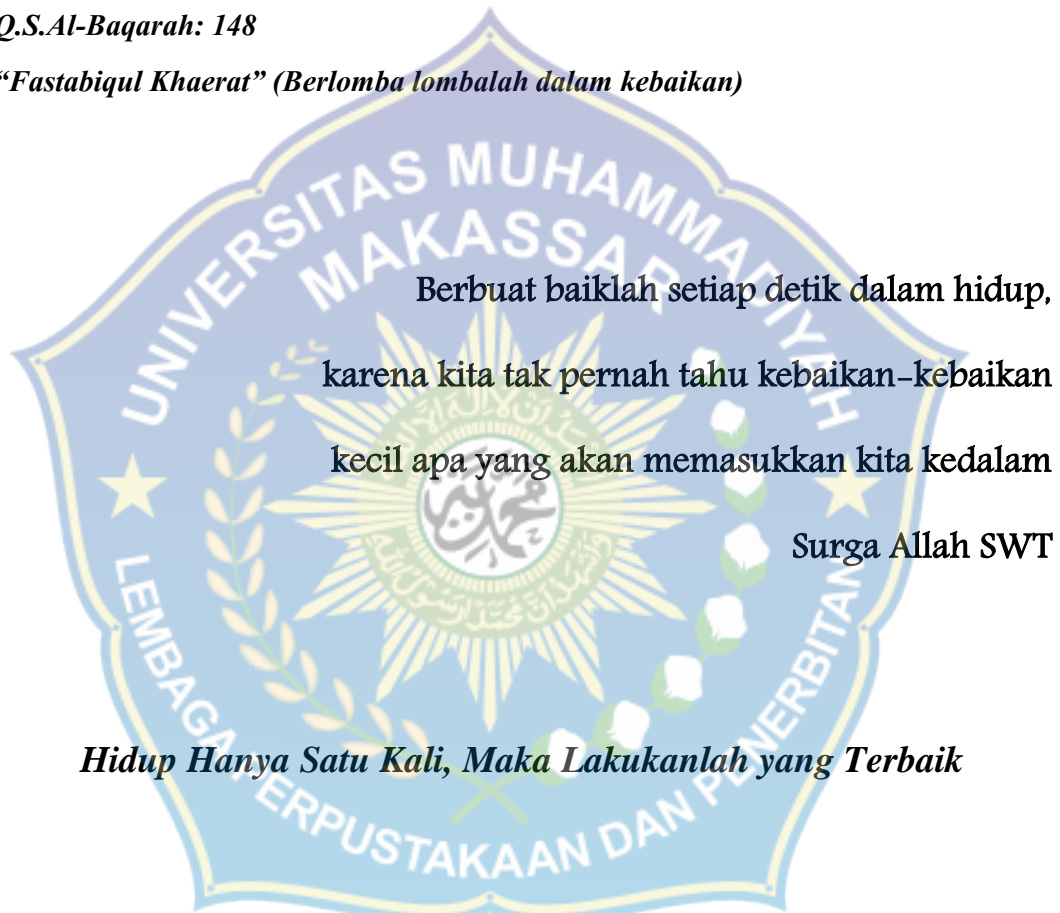 Q.S.Al-Baqarah: 148
“Fastabiqul Khaerat” (Berlomba lombalah dalam kebaikan)
UNIVERSITAS MUHAMMADIYAH
MAKASSAR
Berbuat baiklah setiap detik dalam hidup,
karena kita tak pernah tahu kebaikan-kebaikan
kecil apa yang akan memasukkan kita kedalam
Surga Allah SWT
محمدية
Hidup Hanya Satu Kali, Maka Lakukanlah yang Terbaik
LEMBAGA PERPUSTAKAAN DAN PENERBITAN